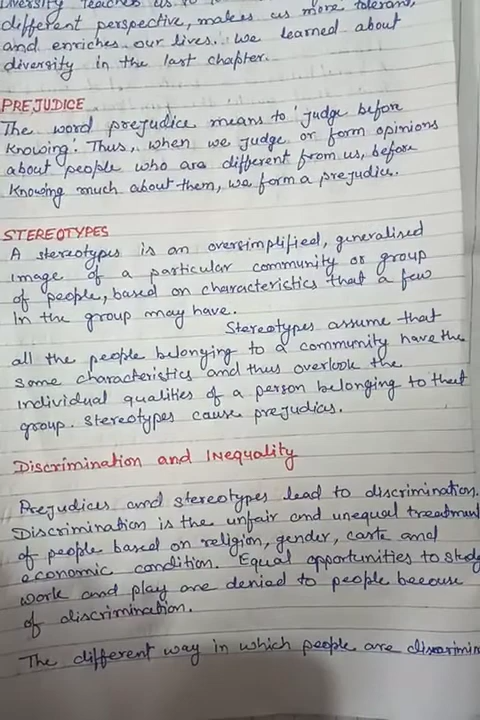 Diversity teaches us to
different perspective, makes us more tolerant,
and enriches our lives. We learned about
diversity in the last chapter.
PREJUDICE
The word prejudice means to 'judge before
knowing'. Thus, when we judge or form opinions
about people who are different from us, before
knowing much about them, we form a prejudice.
STEREOTYPES
A stereotypes is an oversimplified, generalised
image of a particular community or group
of people, based on characteristics that a few
in the group may have.
Stereotypes assume that
all the people belonging to a community have the
same characteristics and thus overlook the
individual qualities of a person belonging to that
group. Stereotypes cause prejudices.
Discrimination and INequality
Prejudices and stereotypes lead to discrimination.
Discrimination is the unfair and unequal treatment
of people based on religion, gender, caste and
economic condition. Equal opportunities to study
work and play are denied to people because
of discrimination.
The different way in which people are